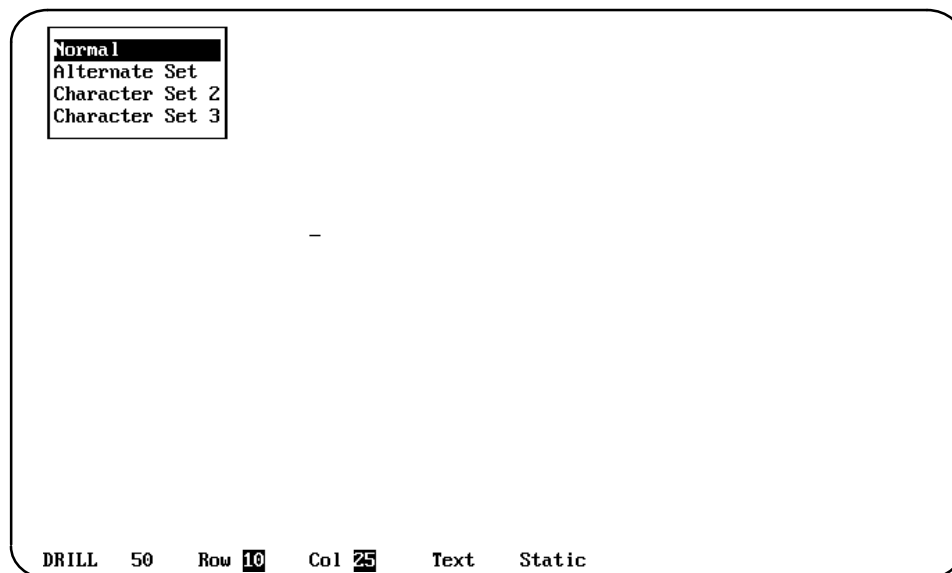 Normal
Alternate Set
Character Set 2
Character Set 3
_
DRILL 50 Row 10 Col 25 Text Static